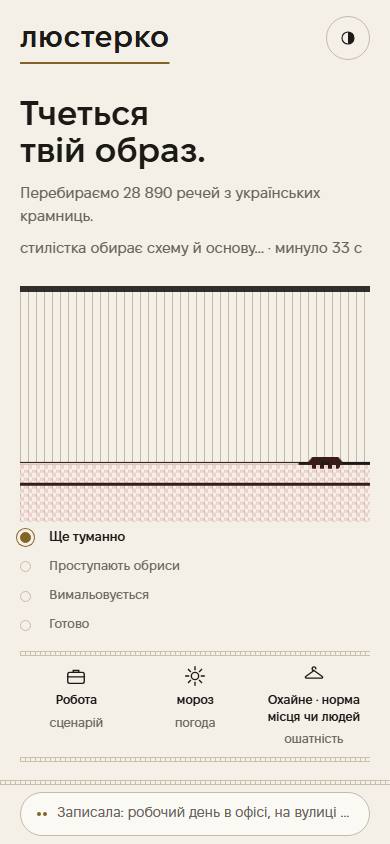 люстерко
Тчеться
твій образ.
Перебираємо 28 890 речей з українських
крамниць.
стилістка обирає схему й основу... · минуло 33 с
Ще туманно
Проступають обриси
Вимальовується
Готово
Робота
сценарій
мороз
погода
Охайне · норма
місця чи людей
ошатність
Записала: робочий день в офісі, на вулиці ...